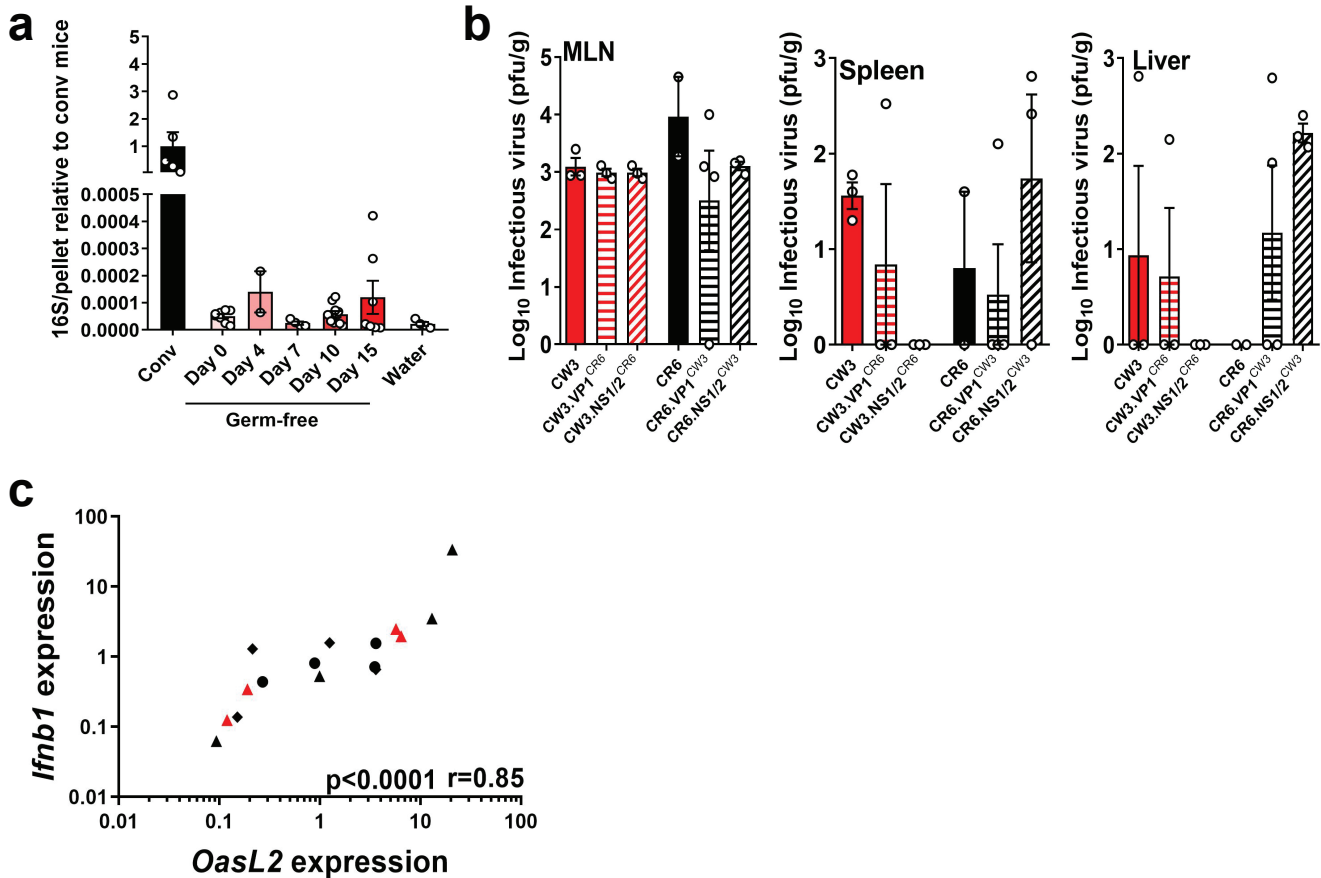 a
16S/pellet relative to conv mice
5
4
3
2
1
0.0005
0.0004
0.0003
0.0002
0.0001
0.0000
Conv
Day 0
Day 4
Day 7
Day 10
Day 15
Water
Germ-free
b
MLN
Log10 Infectious virus (pfu/g)
5
4
3
2
1
0
CW3
CW3.VP1CR6
CW3.NS1/2CR6
CR6
CR6.VP1CW3
CR6.NS1/2CW3
Spleen
Log10 Infectious virus (pfu/g)
3
2
1
0
CW3
CW3.VP1CR6
CW3.NS1/2CR6
CR6
CR6.VP1CW3
CR6.NS1/2CW3
Liver
Log10 Infectious virus (pfu/g)
3
2
1
0
CW3
CW3.VP1CR6
CW3.NS1/2CR6
CR6
CR6.VP1CW3
CR6.NS1/2CW3
c
Ifnb1 expression
100
10
1
0.1
0.01
p<0.0001 r=0.85
0.01
0.1
1
10
100
OasL2 expression